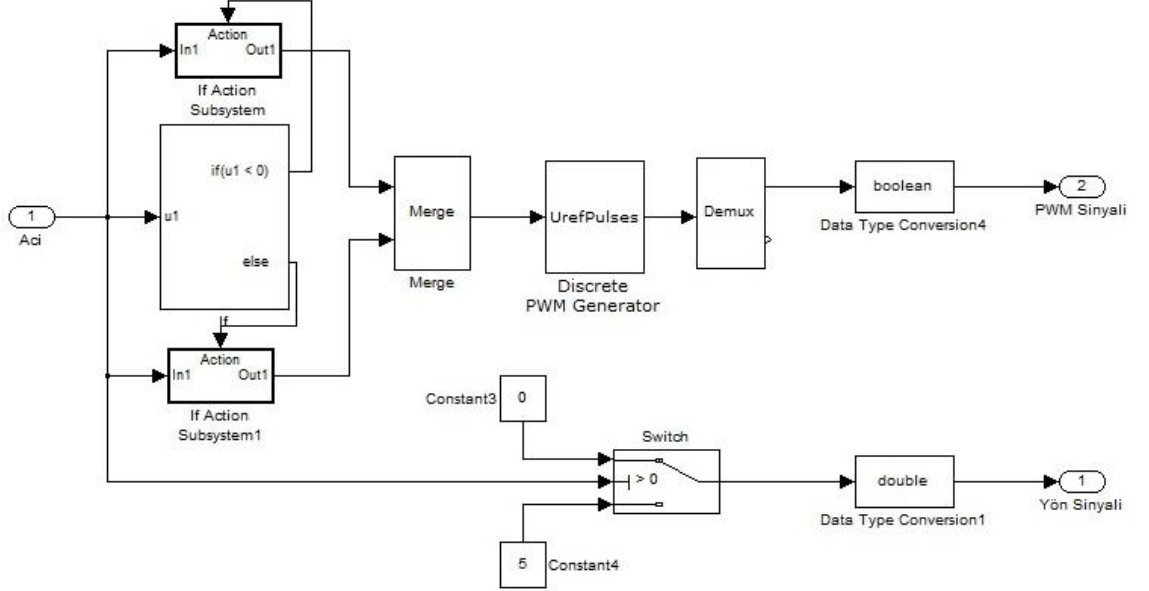 Action
In1
Out1
If Action
Subsystem
if(u1 < 0)
u1
else
If
1
Aci
Action
In1
Out1
If Action
Subsystem1
Merge
Merge
UrefPulses
Discrete
PWM Generator
Demux
boolean
Data Type Conversion4
2
PWM Sinyali
Constant3
0
Switch
> 0
5
Constant4
double
Data Type Conversion1
1
Yön Sinyali